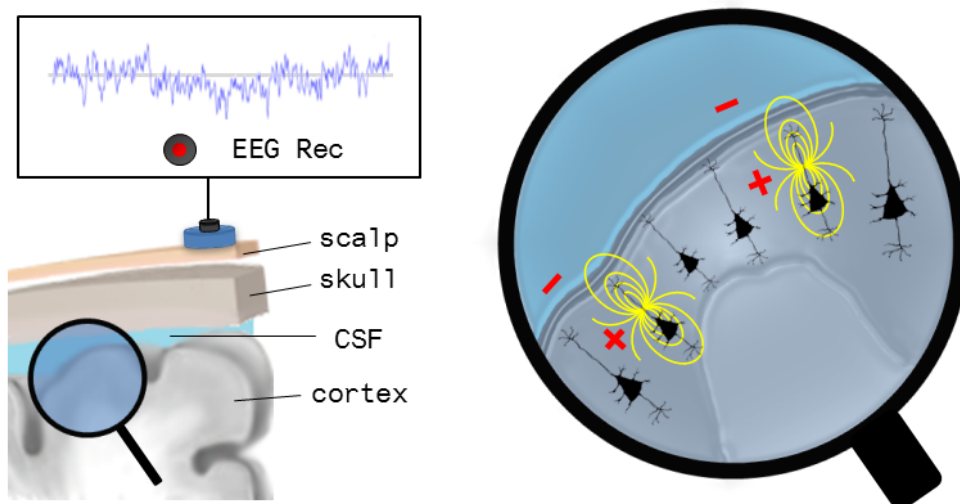 EEG Rec
scalp
skull
CSF
cortex
−
+
−
+